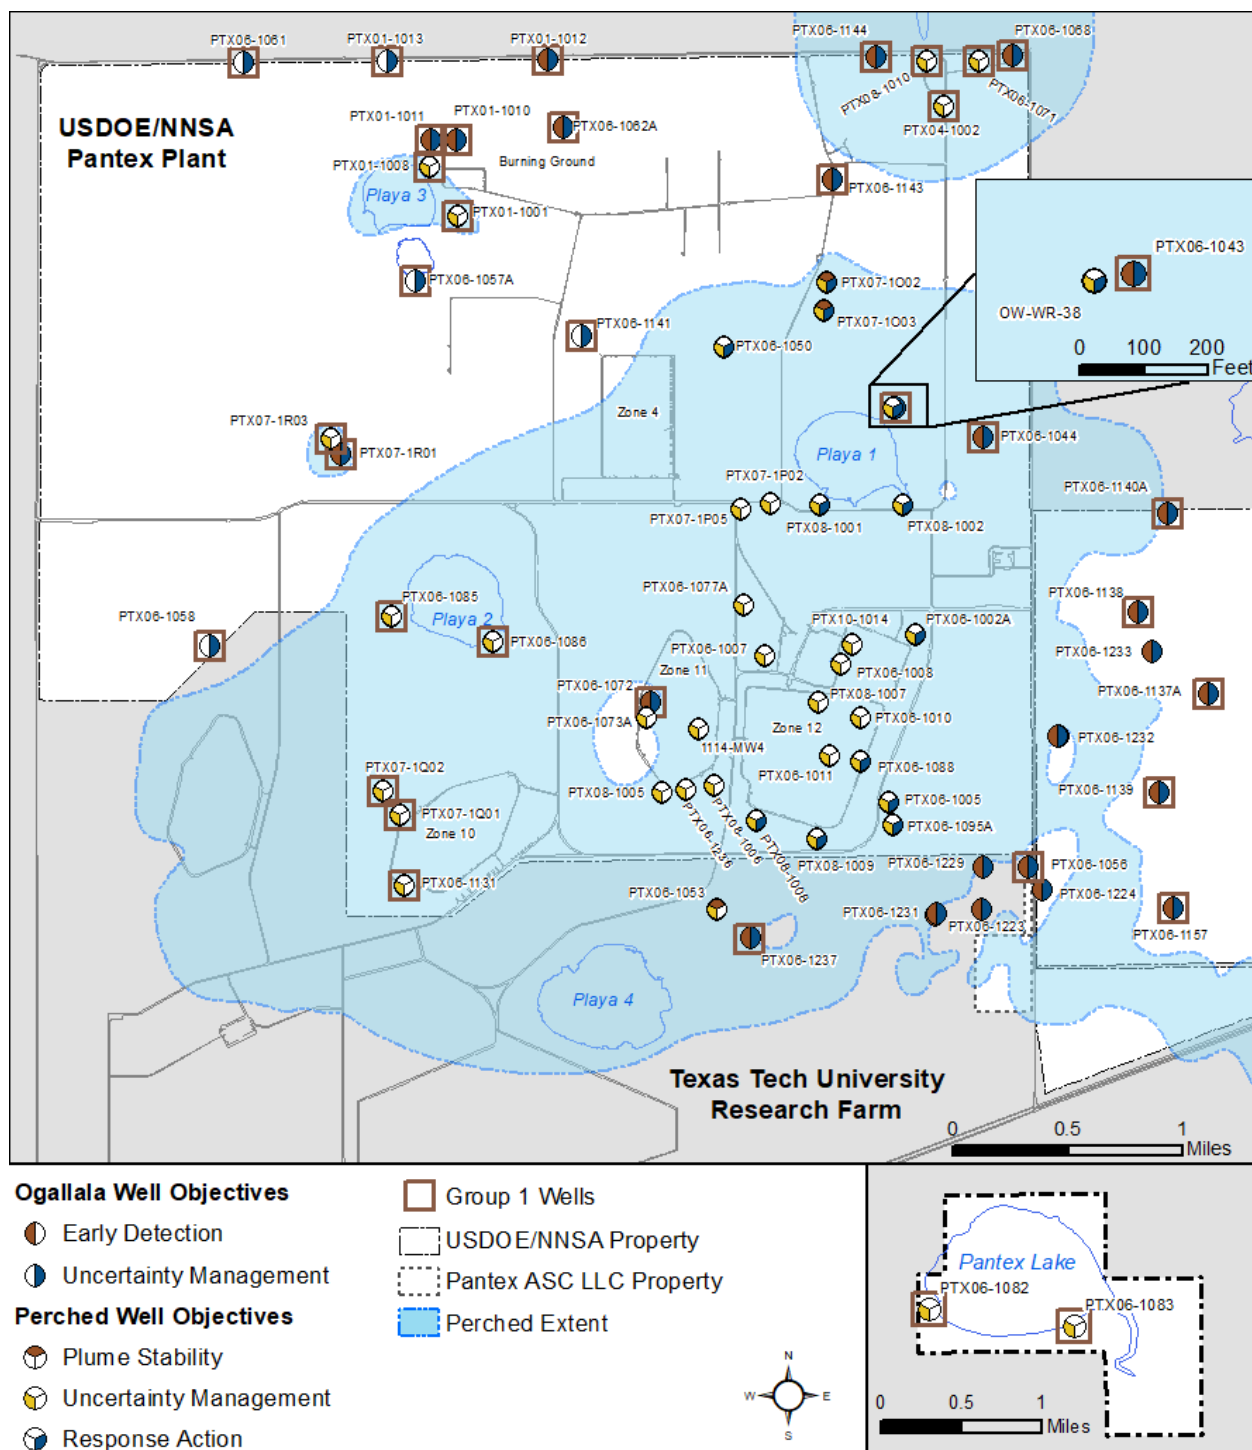 PTX06-1061
PTX01-1013
PTX01-1012
PTX06-1144
PTX06-1068
PTX08-1010
PTX06-1071
PTX04-1002
USDOE/NNSA
Pantex Plant
PTX01-1011
PTX01-1010
PTX06-1062A
Burning Ground
PTX01-1008
Playa 3
PTX01-1001
PTX06-1143
PTX06-1057A
PTX06-1043
OW-WR-38
0 100 200
Feet
PTX07-1O02
PTX07-1O03
PTX06-1141
PTX06-1050
Zone 4
PTX07-1R03
PTX07-1R01
PTX06-1044
Playa 1
PTX07-1P02
PTX06-1140A
PTX07-1P05
PTX08-1001
PTX08-1002
PTX06-1077A
PTX06-1085
Playa 2
PTX06-1086
PTX06-1058
PTX10-1014
PTX06-1002A
PTX06-1138
PTX06-1007
PTX06-1008
PTX06-1233
Zone 11
PTX06-1072
PTX08-1007
PTX06-1137A
PTX06-1073A
Zone 12
PTX06-1010
1114-MW4
PTX06-1232
PTX06-1011
PTX06-1088
PTX07-1Q02
PTX08-1005
PTX06-1139
PTX07-1Q01
Zone 10
PTX06-1005
PTX06-1095A
PTX06-1236
PTX08-1006
PTX08-1008
PTX08-1009
PTX06-1229
PTX06-1056
PTX06-1131
PTX06-1053
PTX06-1224
PTX06-1231
PTX06-1223
PTX06-1157
PTX06-1237
Playa 4
Texas Tech University
Research Farm
0 0.5 1
Miles
Ogallala Well Objectives
Early Detection
Uncertainty Management
Perched Well Objectives
Plume Stability
Uncertainty Management
Response Action
Group 1 Wells
USDOE/NNSA Property
Pantex ASC LLC Property
Perched Extent
N
W E
S
Pantex Lake
PTX06-1082
PTX06-1083
0 0.5 1
Miles